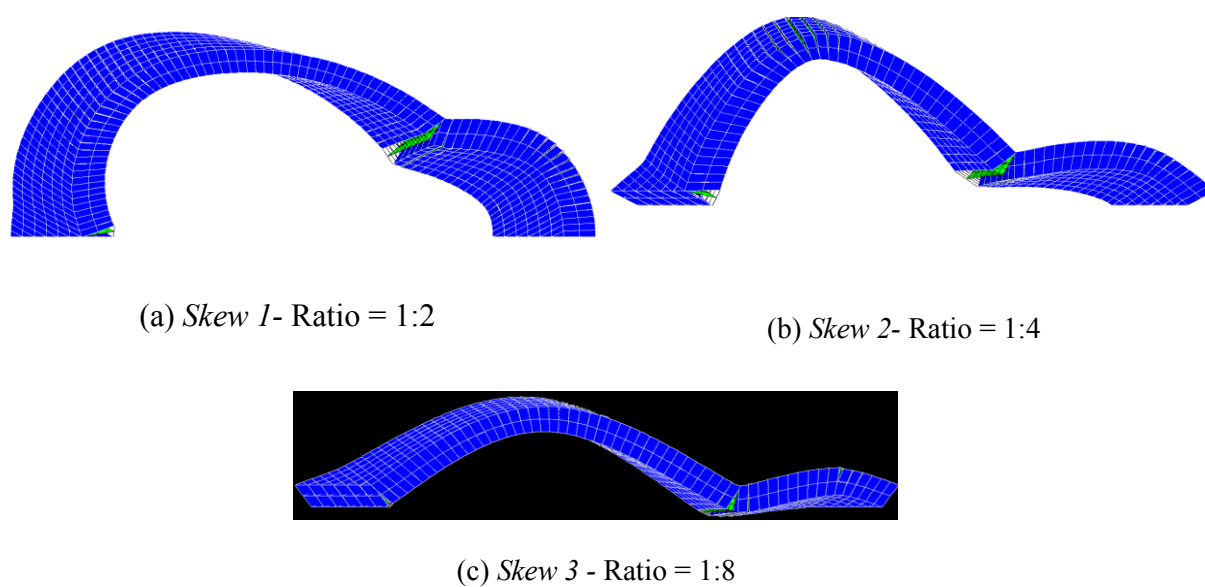 (a) Skew 1- Ratio = 1:2
(b) Skew 2- Ratio = 1:4
(c) Skew 3 - Ratio = 1:8